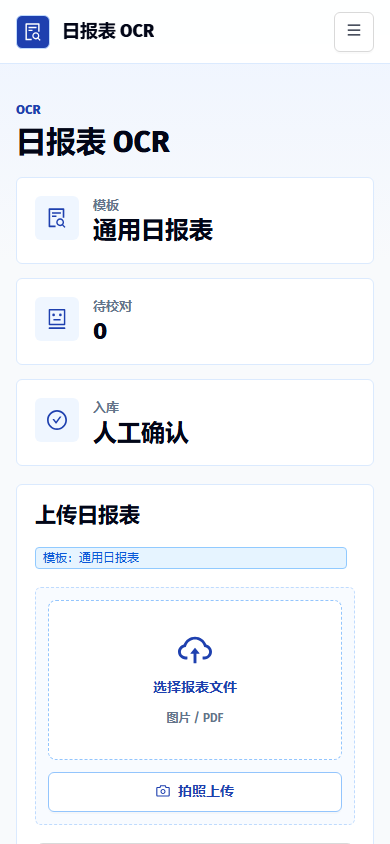 日报表 OCR
OCR
日报表 OCR
模板
通用日报表
待校对
0
入库
人工确认
上传日报表
模板：通用日报表
选择报表文件
图片 / PDF
拍照上传